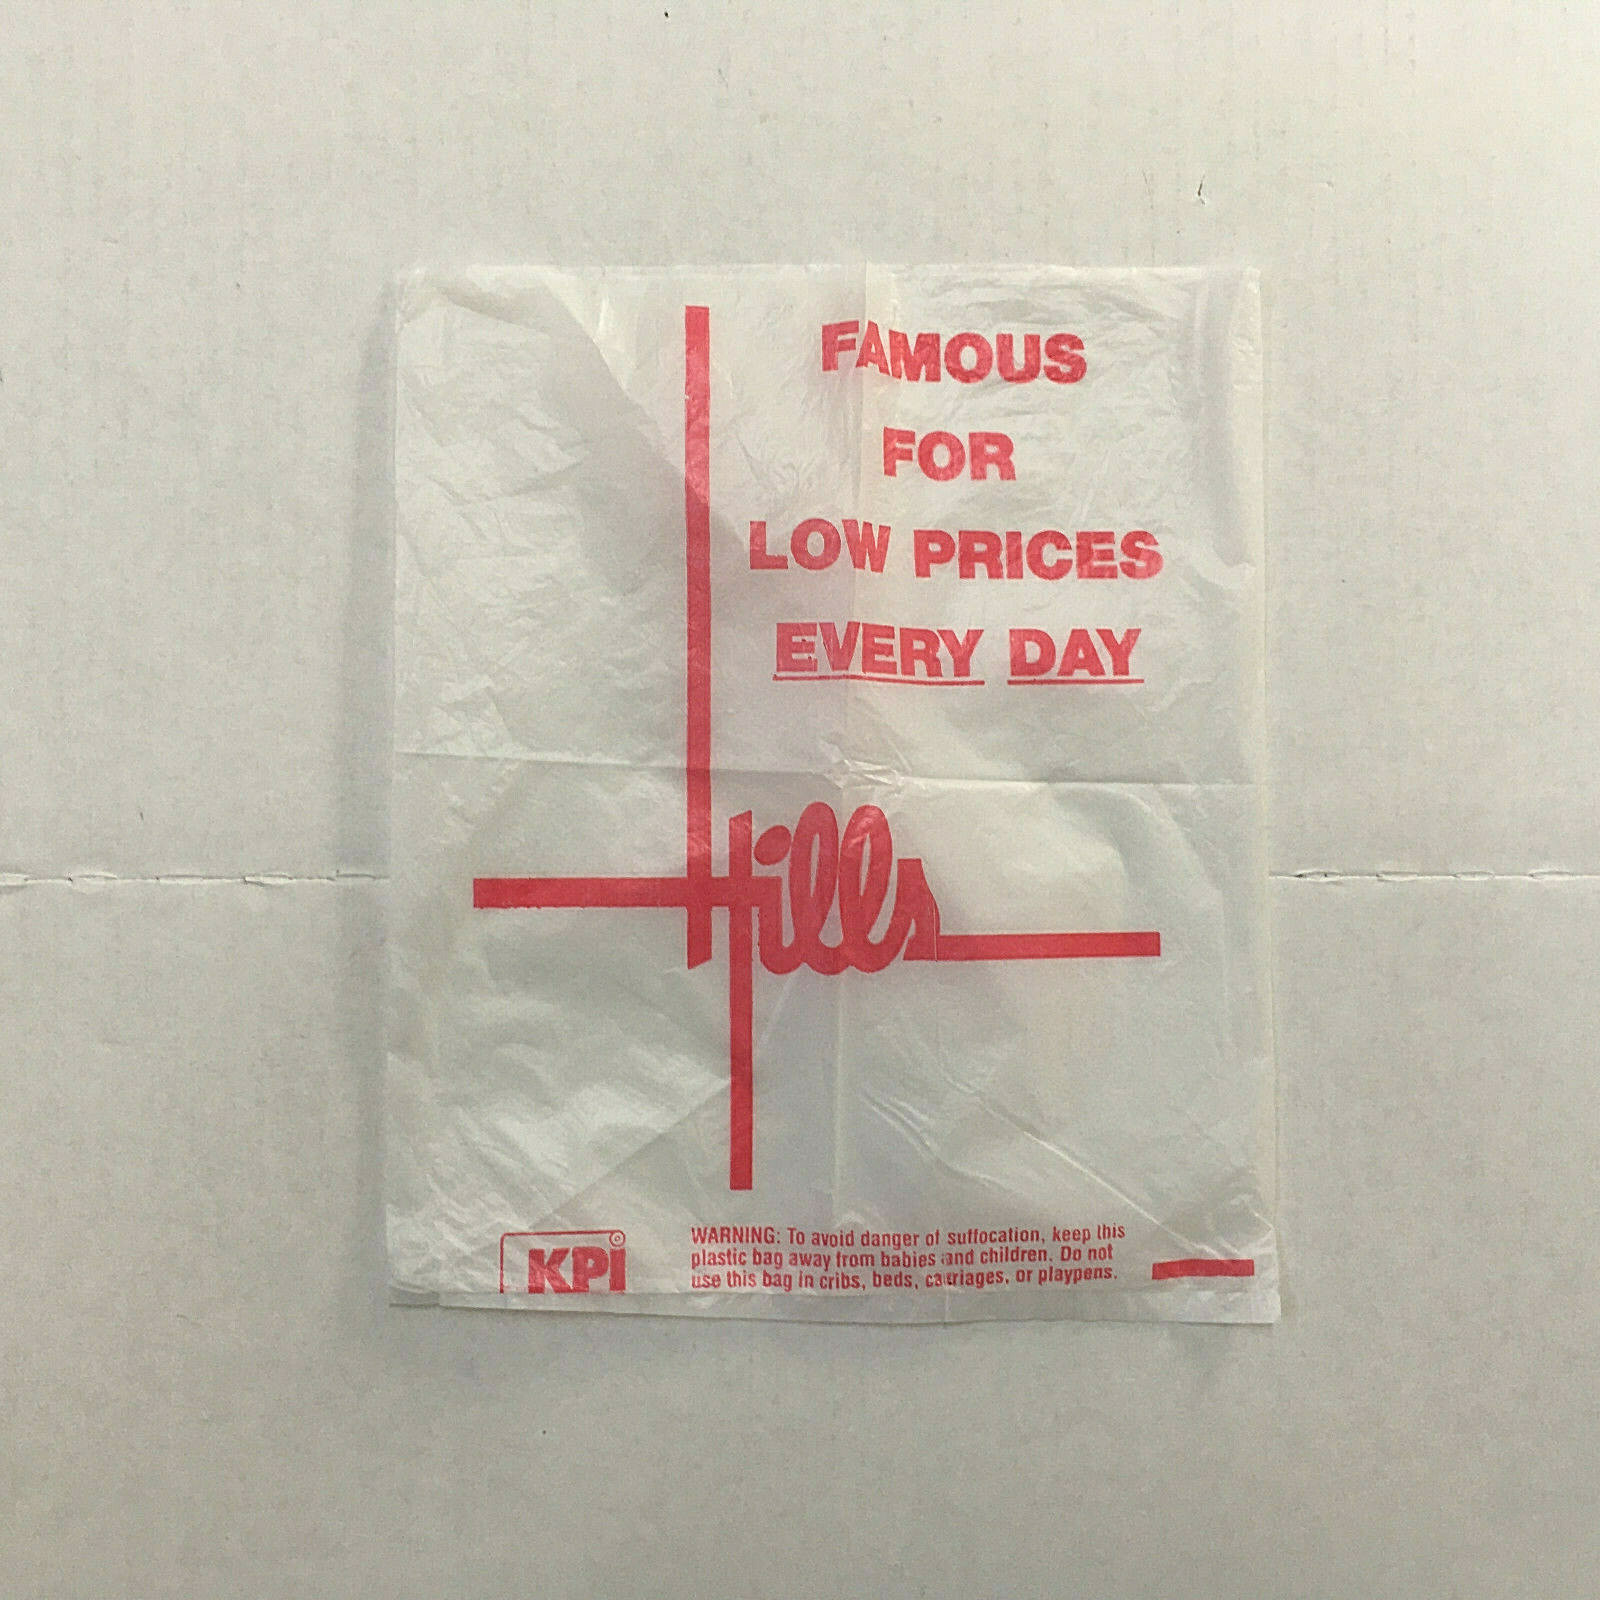 FAMOUS
FOR
LOW PRICES
EVERY DAY
Hills
KPi
WARNING: To avoid danger of suffocation, keep this
plastic bag away from babies and children. Do not
use this bag in cribs, beds, carriages, or playpens.